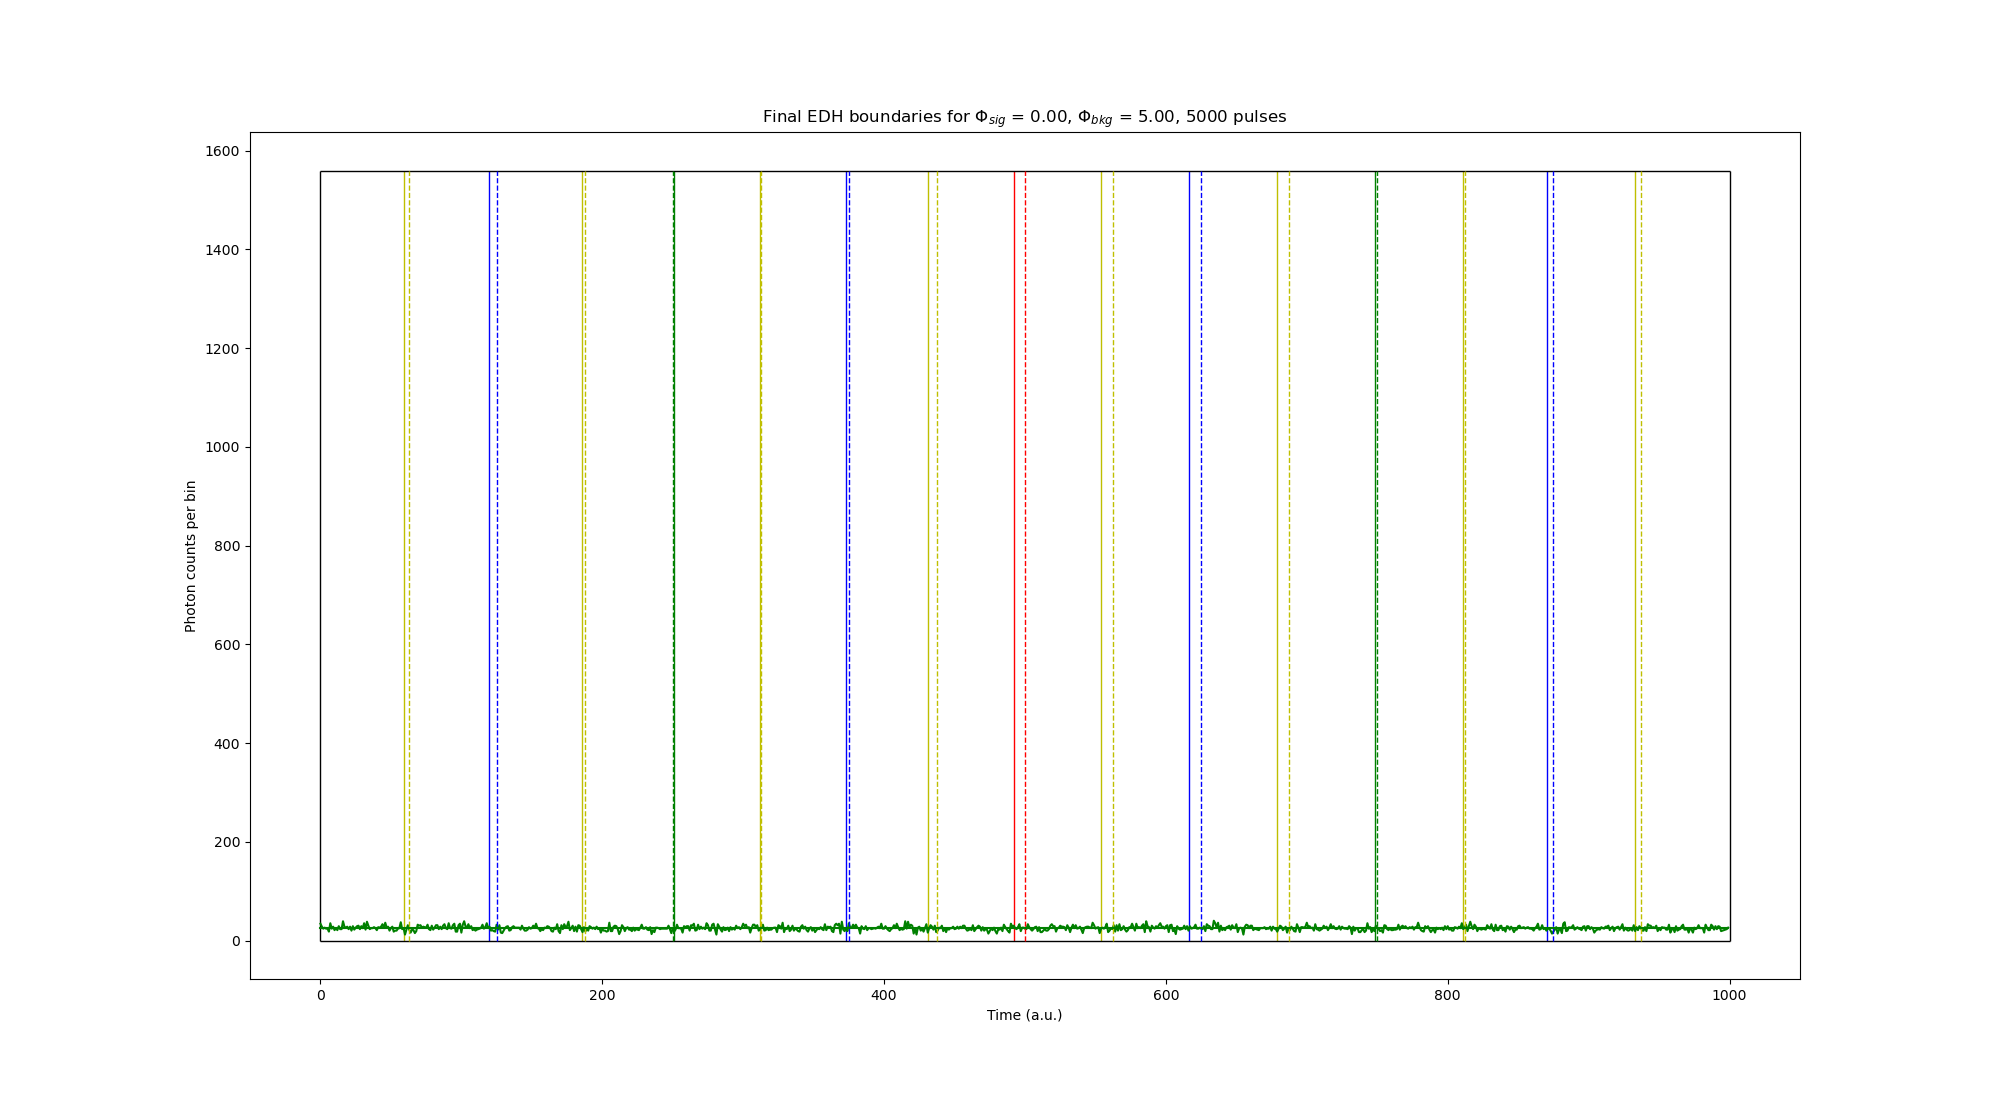 Final EDH boundaries for Φsig = 0.00, Φbkg = 5.00, 5000 pulses
1600
1400
1200
1000
800
600
400
200
0
Photon counts per bin
0 200 400 600 800 1000
Time (a.u.)